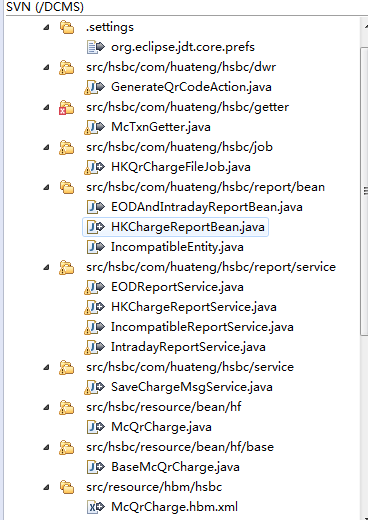 SVN (/DCMS)
.settings
org.eclipse.jdt.core.prefs
src/hsbc/com/huateng/hsbc/dwr
GenerateQrCodeAction.java
src/hsbc/com/huateng/hsbc/getter
McTxnGetter.java
src/hsbc/com/huateng/hsbc/job
HKQrChargeFileJob.java
src/hsbc/com/huateng/hsbc/report/bean
EODAndIntradayReportBean.java
HKChargeReportBean.java
IncompatibleEntity.java
src/hsbc/com/huateng/hsbc/report/service
EODReportService.java
HKChargeReportService.java
IncompatibleReportService.java
IntradayReportService.java
src/hsbc/com/huateng/hsbc/service
SaveChargeMsgService.java
src/hsbc/resource/bean/hf
McQrCharge.java
src/hsbc/resource/bean/hf/base
BaseMcQrCharge.java
src/resource/hbm/hsbc
McQrCharge.hbm.xml